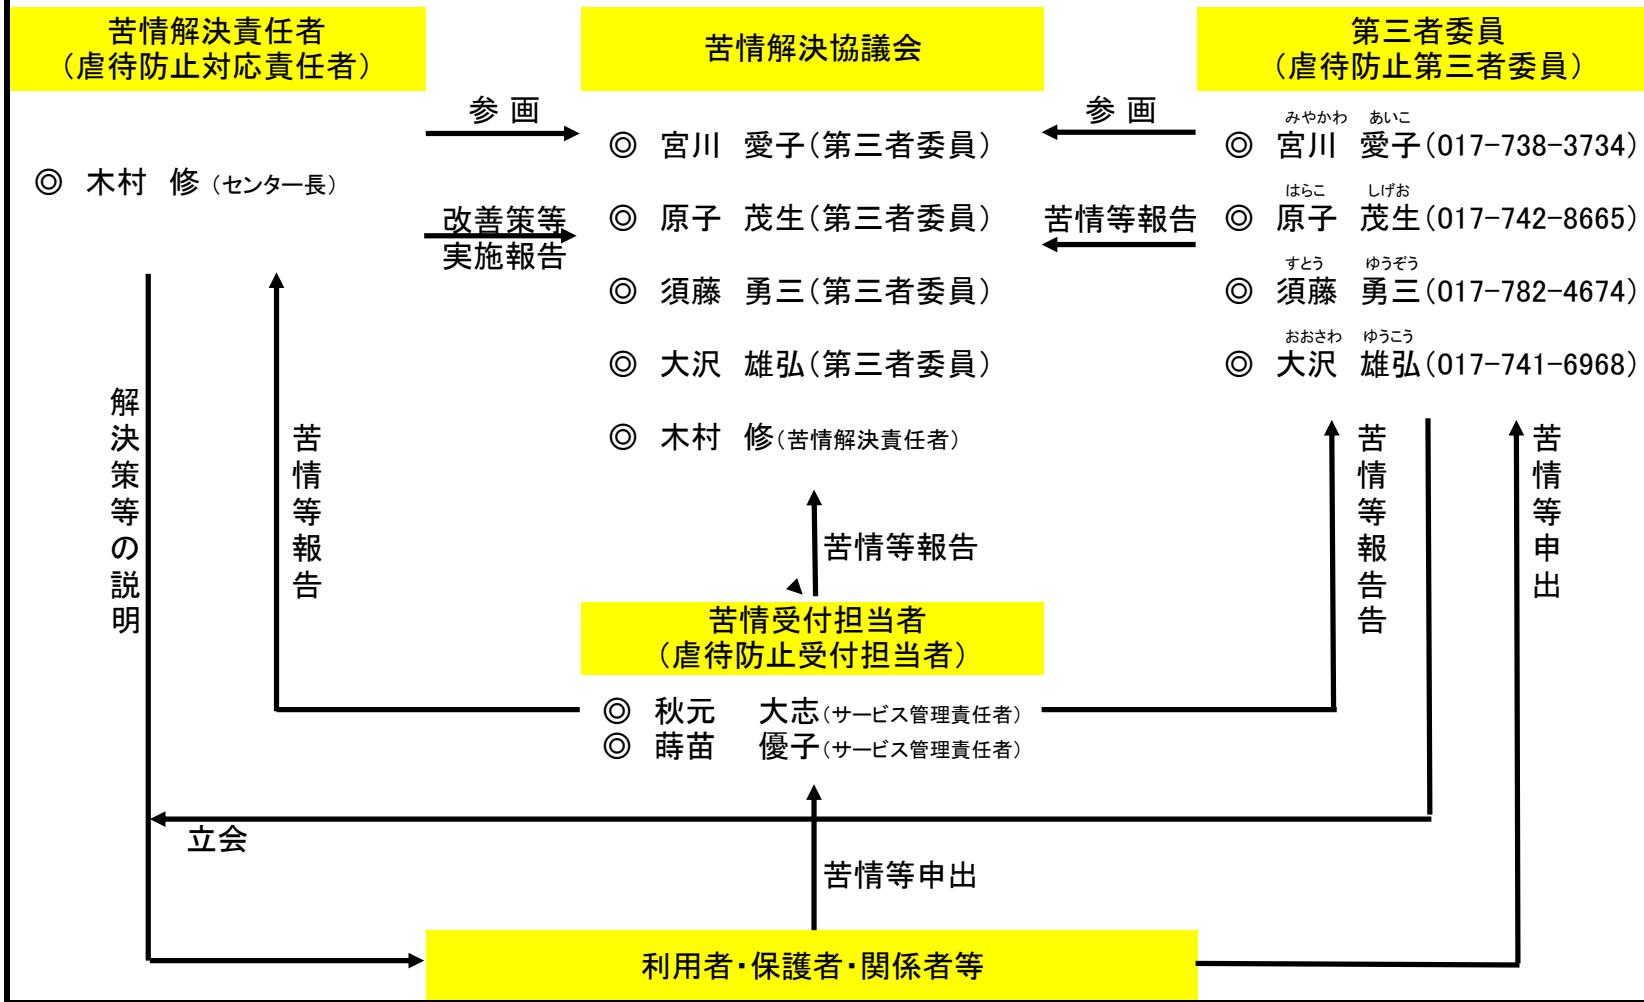 苦情解決責任者
（虐待防止対応責任者）
苦情解決協議会
第三者委員
（虐待防止第三者委員）
参 画
参 画
◎ 木村 修（センター長）
改善策等
実施報告
◎ 宮川 愛子（第三者委員）
◎ 原子 茂生（第三者委員）
◎ 須藤 勇三（第三者委員）
◎ 大沢 雄弘（第三者委員）
◎ 木村 修（苦情解決責任者）
苦情等報告
みやかわ あいこ
◎ 宮川 愛子（017-738-3734）
はらこ しげお
◎ 原子 茂生（017-742-8665）
すとう ゆうぞう
◎ 須藤 勇三（017-782-4674）
おおさわ ゆうこう
◎ 大沢 雄弘（017-741-6968）
解決策等の説明
苦情等報告
苦情等報告
苦情等報告告
苦情等申出
苦情受付担当者
（虐待防止受付担当者）
◎ 秋元 大志（サービス管理責任者）
◎ 蒔苗 優子（サービス管理責任者）
立会
苦情等申出
利用者・保護者・関係者等